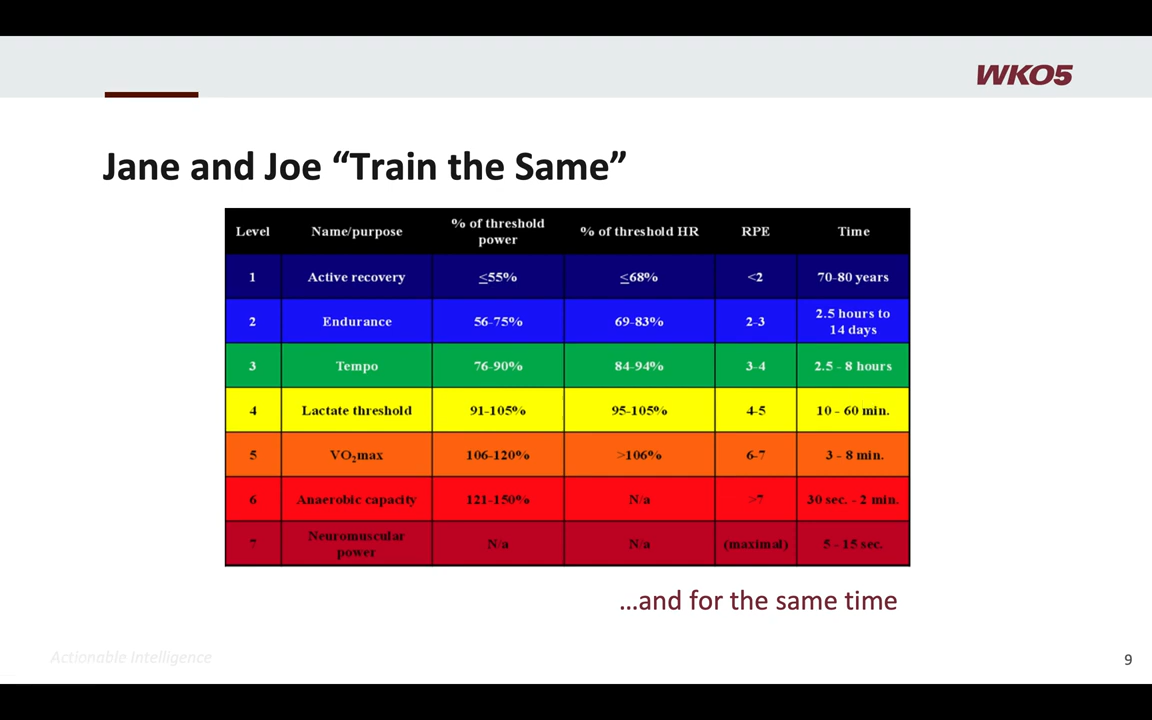 WKO5
Jane and Joe “Train the Same”
Level Name/purpose % of threshold power % of threshold HR RPE Time
1 Active recovery ≤55% ≤68% <2 70-80 years
2 Endurance 56-75% 69-83% 2-3 2.5 hours to 14 days
3 Tempo 76-90% 84-94% 3-4 2.5 - 8 hours
4 Lactate threshold 91-105% 95-105% 4-5 10 - 60 min.
5 VO₂max 106-120% >106% 6-7 3 - 8 min.
6 Anaerobic capacity 121-150% N/a >7 30 sec. - 2 min.
7 Neuromuscular power N/a N/a (maximal) 5 - 15 sec.
...and for the same time
Actionable Intelligence
9